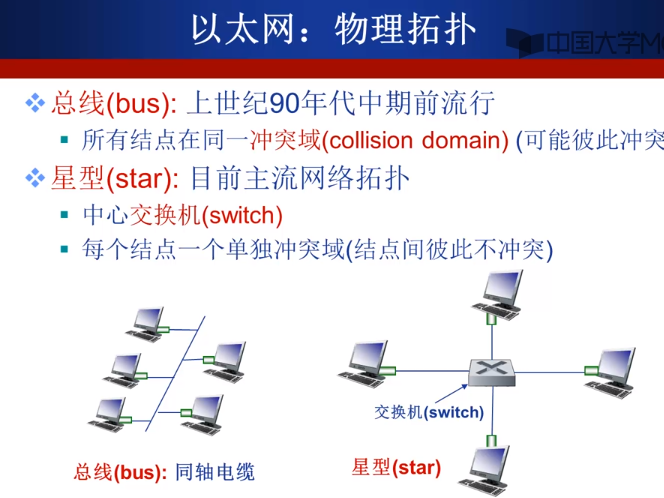 以太网：物理拓扑
中国大学M
总线(bus): 上世纪90年代中期前流行
所有结点在同一冲突域(collision domain) (可能彼此冲突
星型(star): 目前主流网络拓扑
中心交换机(switch)
每个结点一个单独冲突域(结点间彼此不冲突)
交换机(switch)
总线(bus): 同轴电缆
星型(star)